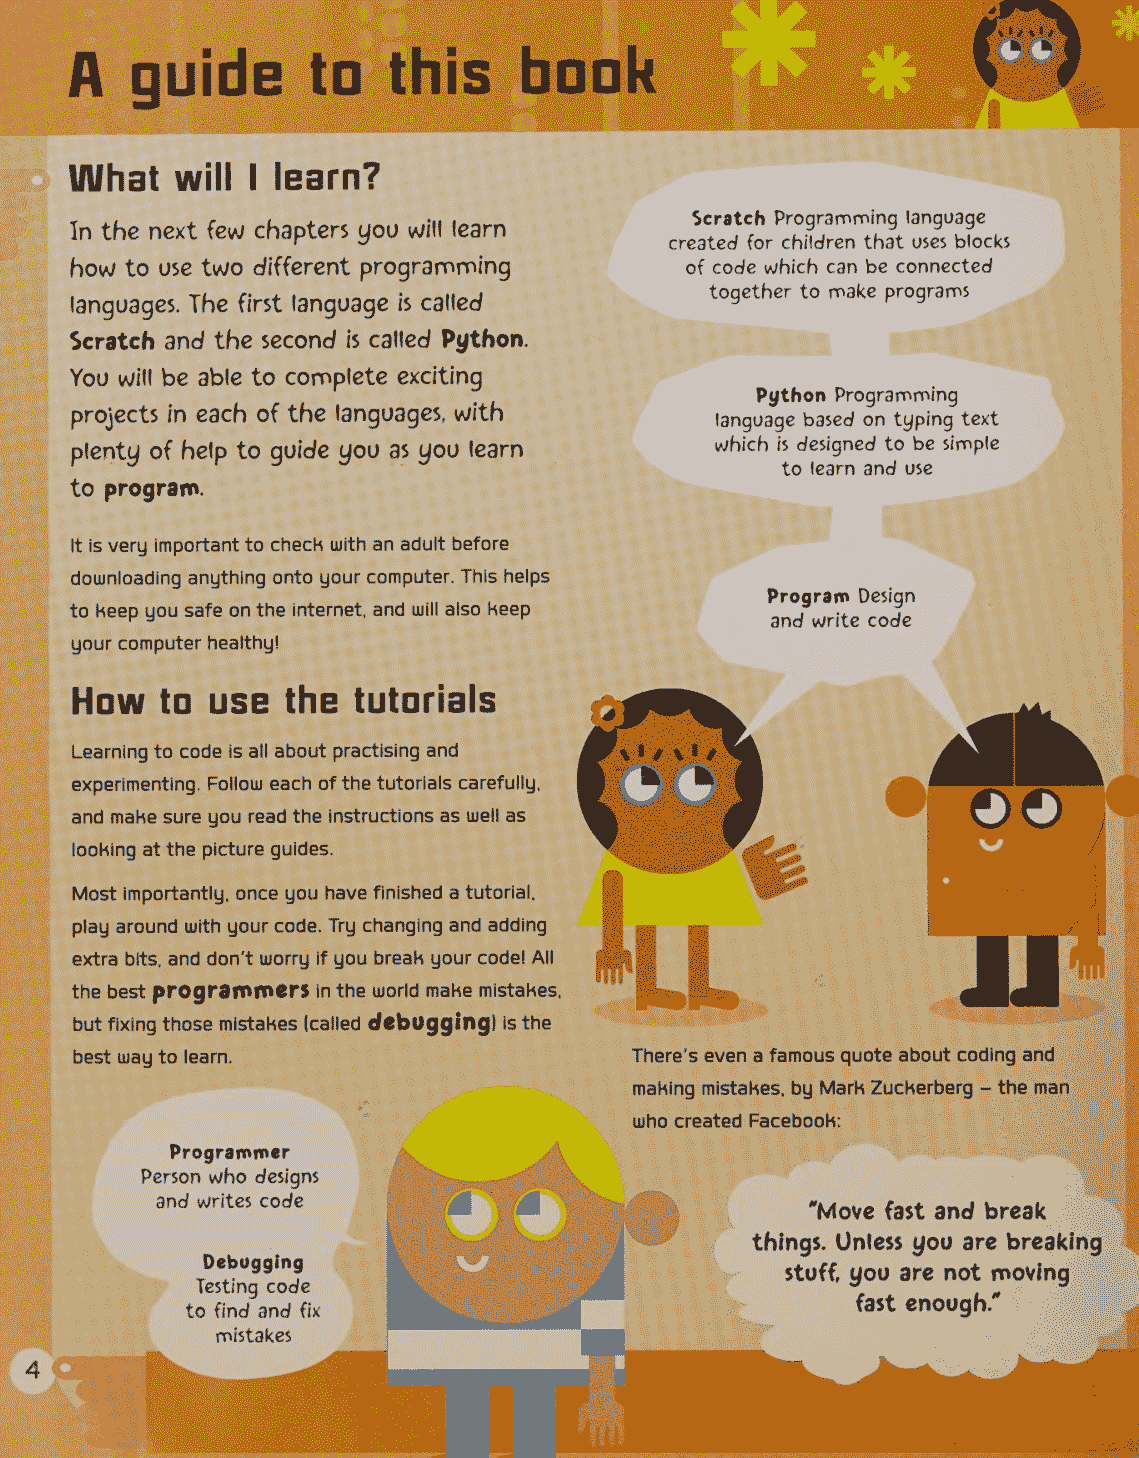 A guide to this book
What will I learn?
In the next few chapters you will learn
how to use two different programming
languages. The first language is called
Scratch and the second is called Python.
You will be able to complete exciting
projects in each of the languages, with
plenty of help to guide you as you learn
to program.
It is very important to check with an adult before
downloading anything onto your computer. This helps
to keep you safe on the internet, and will also keep
your computer healthy!
How to use the tutorials
Learning to code is all about practising and
experimenting. Follow each of the tutorials carefully,
and make sure you read the instructions as well as
looking at the picture guides.
Most importantly, once you have finished a tutorial,
play around with your code. Try changing and adding
extra bits, and don't worry if you break your code! All
the best programmers in the world make mistakes,
but fixing those mistakes (called debugging) is the
best way to learn.
Programmer
Person who designs
and writes code
Debugging
Testing code
to find and fix
mistakes
Scratch Programming language
created for children that uses blocks
of code which can be connected
together to make programs
Python Programming
language based on typing text
which is designed to be simple
to learn and use
Program Design
and write code
There's even a famous quote about coding and
making mistakes, by Mark Zuckerberg – the man
who created Facebook:
"Move fast and break
things. Unless you are breaking
stuff, you are not moving
fast enough."
4